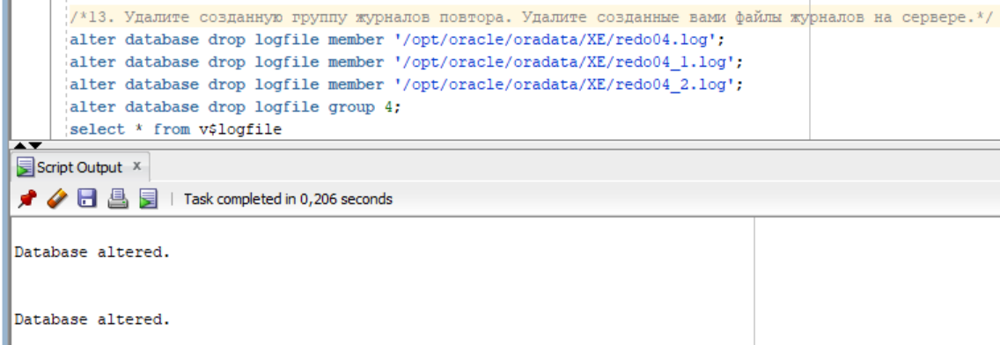 /*13. Удалите созданную группу журналов повтора. Удалите созданные вами файлы журналов на сервере.*/
alter database drop logfile member '/opt/oracle/oradata/XE/redo04.log';
alter database drop logfile member '/opt/oracle/oradata/XE/redo04_1.log';
alter database drop logfile member '/opt/oracle/oradata/XE/redo04_2.log';
alter database drop logfile group 4;
select * from v$logfile
Script Output x
Task completed in 0,206 seconds
Database altered.
Database altered.